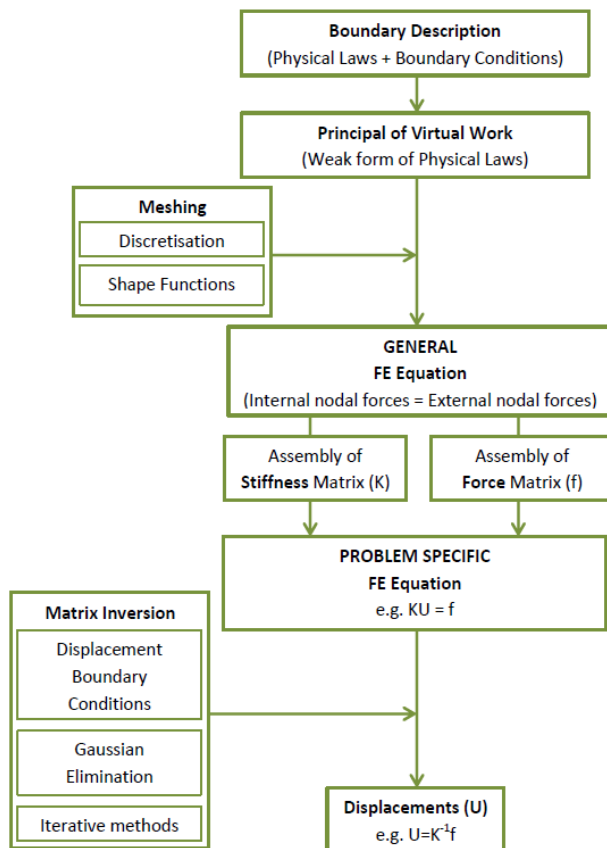 Boundary Description
(Physical Laws + Boundary Conditions)
Principal of Virtual Work
(Weak form of Physical Laws)
Meshing
Discretisation
Shape Functions
GENERAL
FE Equation
(Internal nodal forces = External nodal forces)
Assembly of
Stiffness Matrix (K)
Assembly of
Force Matrix (f)
PROBLEM SPECIFIC
FE Equation
e.g. KU = f
Matrix Inversion
Displacement
Boundary
Conditions
Gaussian
Elimination
Iterative methods
Displacements (U)
e.g. U=K⁻¹f